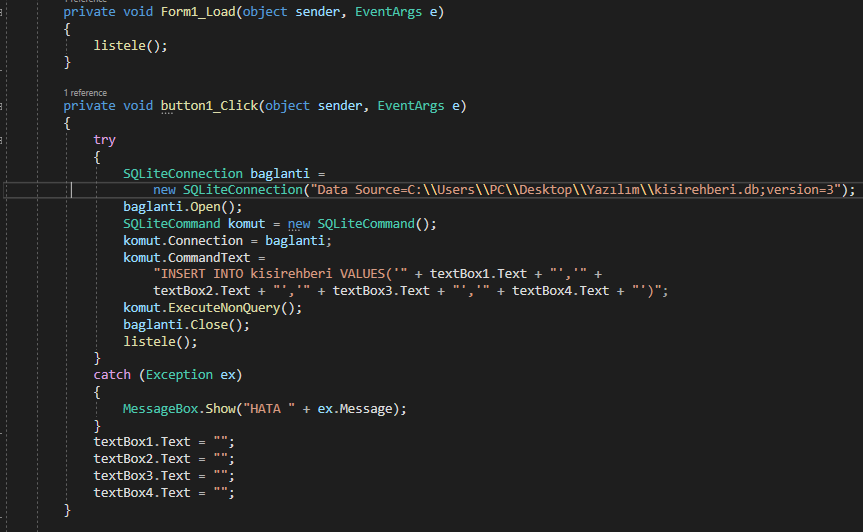 private void Form1_Load(object sender, EventArgs e)
{
listele();
}
1 reference
private void button1_Click(object sender, EventArgs e)
{
try
{
SQLiteConnection baglanti =
new SQLiteConnection("Data Source=C:\\Users\\PC\\Desktop\\Yazılım\\kisirehberi.db;version=3");
baglanti.Open();
SQLiteCommand komut = new SQLiteCommand();
komut.Connection = baglanti;
komut.CommandText =
"INSERT INTO kisirehberi VALUES('" + textBox1.Text + "','" +
textBox2.Text + "','" + textBox3.Text + "','" + textBox4.Text + "')";
komut.ExecuteNonQuery();
baglanti.Close();
listele();
}
catch (Exception ex)
{
MessageBox.Show("HATA " + ex.Message);
}
textBox1.Text = "";
textBox2.Text = "";
textBox3.Text = "";
textBox4.Text = "";
}